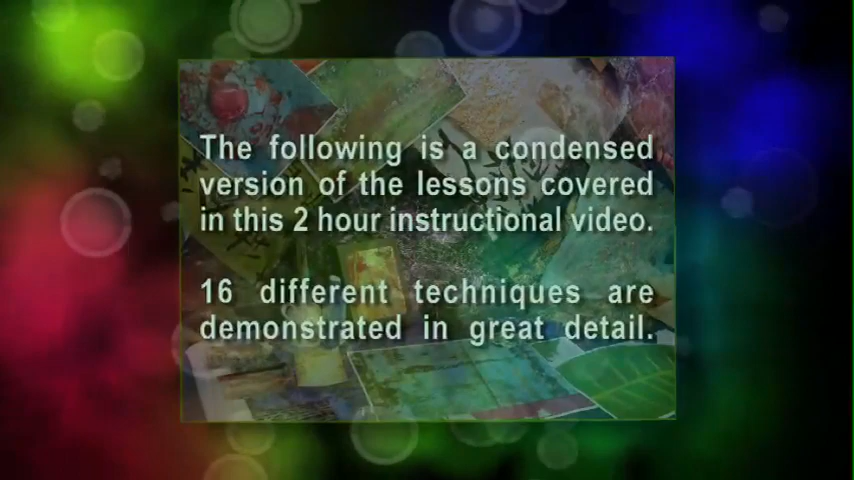 The following is a condensed
version of the lessons covered
in this 2 hour instructional video.
16 different techniques are
demonstrated in great detail.